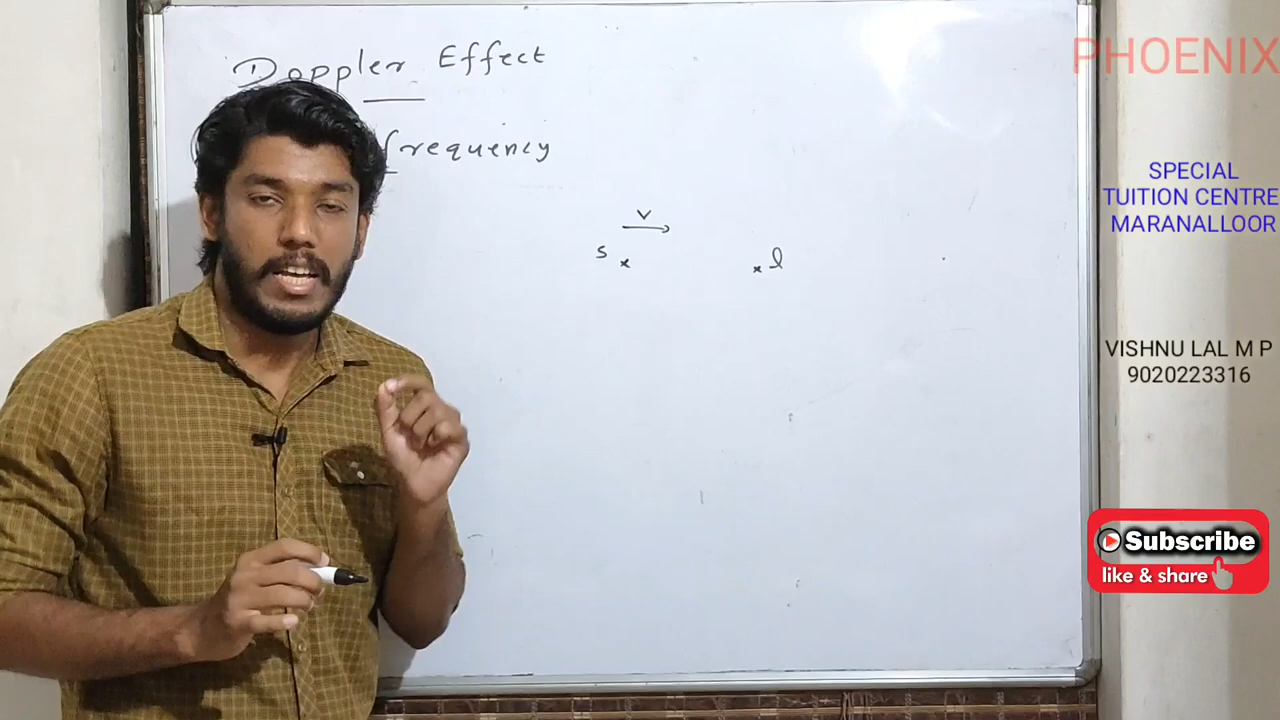 Doppler Effect
frequency
v
s x
x l
PHOENIX
SPECIAL
TUITION CENTRE
MARANALLOOR
VISHNU LAL M P
9020223316
Subscribe
like & share